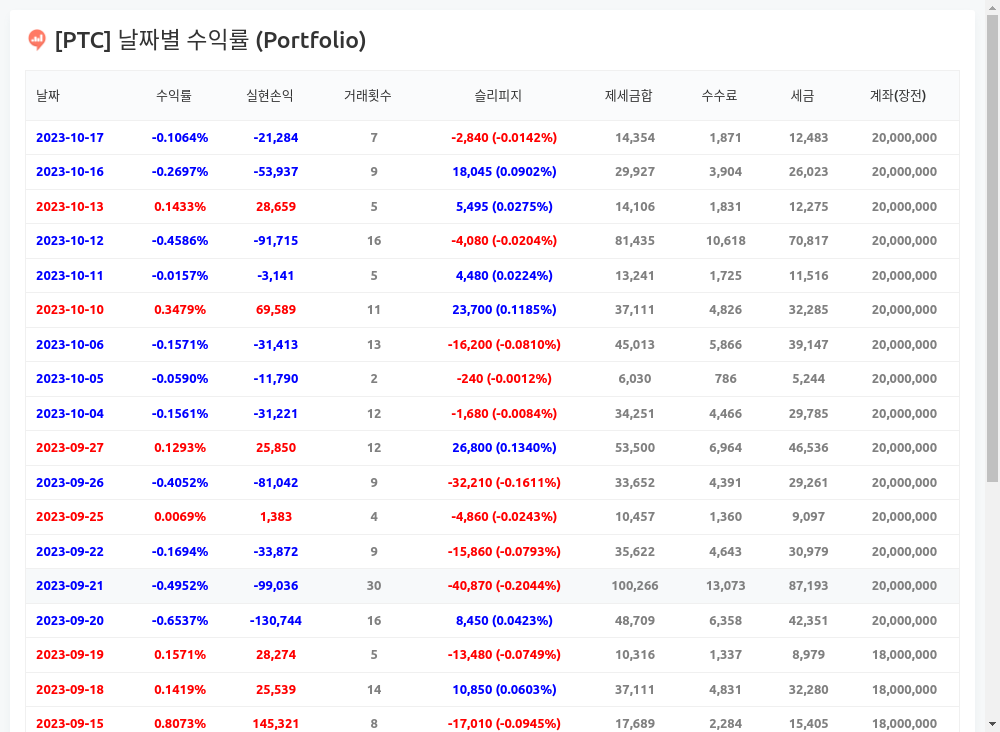 [PTC] 날짜별 수익률 (Portfolio)
날짜 수익률 실현손익 거래횟수 슬리피지 제세금합 수수료 세금 계좌(장전)
2023-10-17 -0.1064% -21,284 7 -2,840 (-0.0142%) 14,354 1,871 12,483 20,000,000
2023-10-16 -0.2697% -53,937 9 18,045 (0.0902%) 29,927 3,904 26,023 20,000,000
2023-10-13 0.1433% 28,659 5 5,495 (0.0275%) 14,106 1,831 12,275 20,000,000
2023-10-12 -0.4586% -91,715 16 -4,080 (-0.0204%) 81,435 10,618 70,817 20,000,000
2023-10-11 -0.0157% -3,141 5 4,480 (0.0224%) 13,241 1,725 11,516 20,000,000
2023-10-10 0.3479% 69,589 11 23,700 (0.1185%) 37,111 4,826 32,285 20,000,000
2023-10-06 -0.1571% -31,413 13 -16,200 (-0.0810%) 45,013 5,866 39,147 20,000,000
2023-10-05 -0.0590% -11,790 2 -240 (-0.0012%) 6,030 786 5,244 20,000,000
2023-10-04 -0.1561% -31,221 12 -1,680 (-0.0084%) 34,251 4,466 29,785 20,000,000
2023-09-27 0.1293% 25,850 12 26,800 (0.1340%) 53,500 6,964 46,536 20,000,000
2023-09-26 -0.4052% -81,042 9 -32,210 (-0.1611%) 33,652 4,391 29,261 20,000,000
2023-09-25 0.0069% 1,383 4 -4,860 (-0.0243%) 10,457 1,360 9,097 20,000,000
2023-09-22 -0.1694% -33,872 9 -15,860 (-0.0793%) 35,622 4,643 30,979 20,000,000
2023-09-21 -0.4952% -99,036 30 -40,870 (-0.2044%) 100,266 13,073 87,193 20,000,000
2023-09-20 -0.6537% -130,744 16 8,450 (0.0423%) 48,709 6,358 42,351 20,000,000
2023-09-19 0.1571% 28,274 5 -13,480 (-0.0749%) 10,316 1,337 8,979 18,000,000
2023-09-18 0.1419% 25,539 14 10,850 (0.0603%) 37,111 4,831 32,280 18,000,000
2023-09-15 0.8073% 145,321 8 -17,010 (-0.0945%) 17,689 2,284 15,405 18,000,000